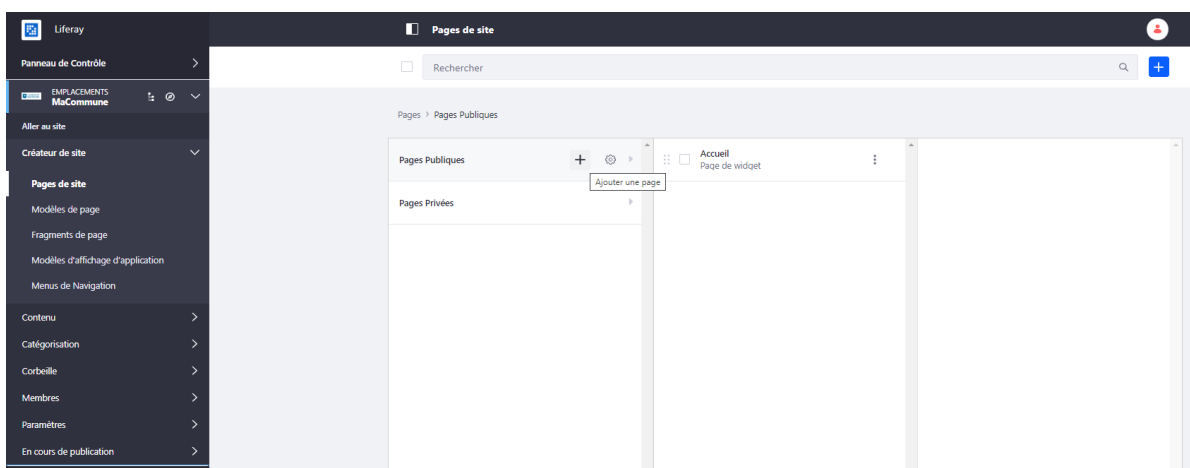 Liferay
Pages de site
Panneau de Contrôle
Rechercher
EMPLACEMENTS
MaCommune
Aller au site
Pages > Pages Publiques
Créateur de site
Pages Publiques
Accueil
Page de widget
Ajouter une page
Pages Privées
Pages de site
Modèles de page
Fragments de page
Modèles d'affichage d'application
Menus de Navigation
Contenu
Catégorisation
Corbeille
Membres
Paramètres
En cours de publication